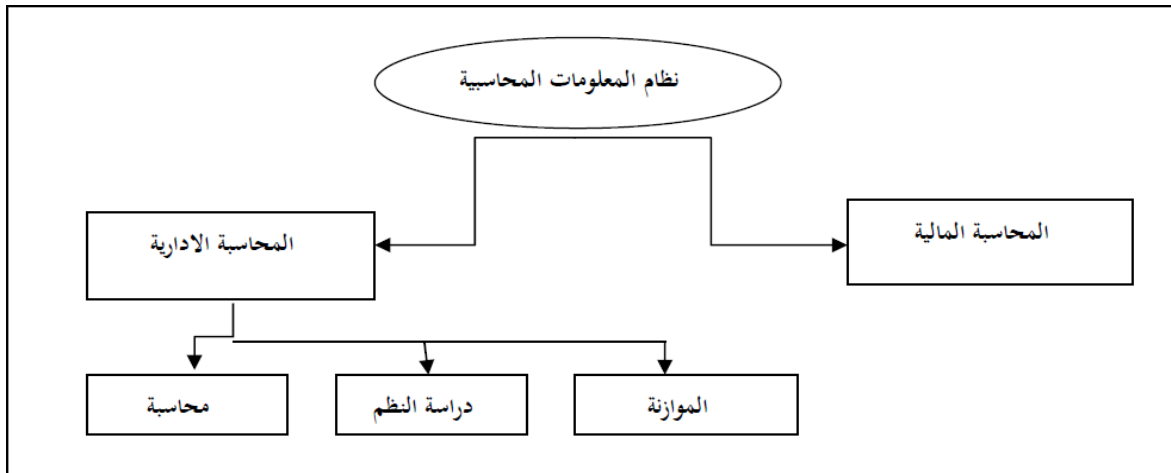 نظام المعلومات المحاسبية
المحاسبة المالية
المحاسبة الادارية
الموازنة
دراسة النظم
محاسبة